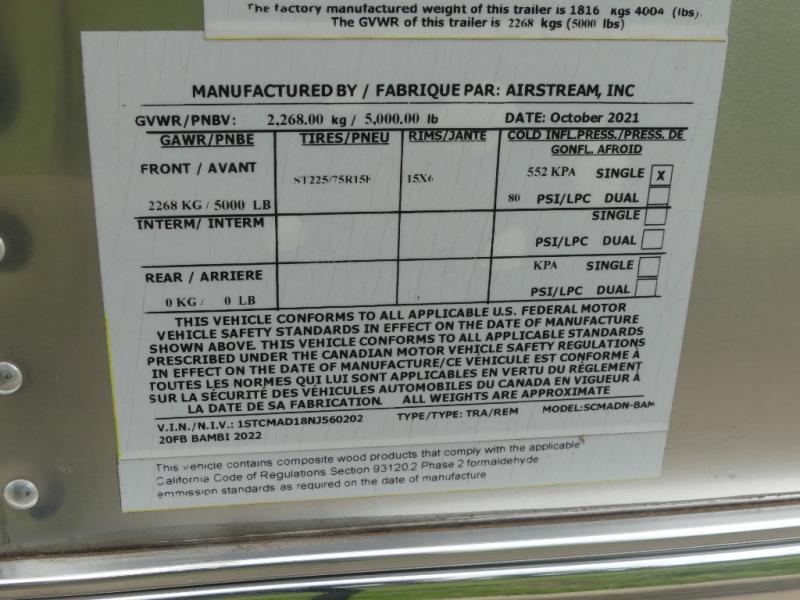 The factory manufactured weight of this trailer is 1816 kgs 4004 (lbs).
The GVWR of this trailer is 2268 kgs (5000 lbs)
MANUFACTURED BY / FABRIQUE PAR: AIRSTREAM, INC
GVWR/PNBV: 2,268.00 kg / 5,000.00 lb DATE: October 2021
GAWR/PNBE TIRES/PNEU RIMS/JANTE COLD INFL.PRESS./PRESS. DE
GONFL. AFROID
FRONT / AVANT ST225/75R15F 15X6 552 KPA SINGLE X
2268 KG / 5000 LB 80 PSI/LPC DUAL
INTERM/ INTERM SINGLE
PSI/LPC DUAL
REAR / ARRIERE KPA SINGLE
0 KG / 0 LB PSI/LPC DUAL
THIS VEHICLE CONFORMS TO ALL APPLICABLE U.S. FEDERAL MOTOR
VEHICLE SAFETY STANDARDS IN EFFECT ON THE DATE OF MANUFACTURE
SHOWN ABOVE. THIS VEHICLE CONFORMS TO ALL APPLICABLE STANDARDS
PRESCRIBED UNDER THE CANADIAN MOTOR VEHICLE SAFETY REGULATIONS
IN EFFECT ON THE DATE OF MANUFACTURE/CE VÉHICULE EST CONFORME À
TOUTES LES NORMES QUI LUI SONT APPLICABLES EN VERTU DU RÈGLEMENT
SUR LA SÉCURITÉ DES VÉHICULES AUTOMOBILES DU CANADA EN VIGUEUR À
LA DATE DE SA FABRICATION. ALL WEIGHTS ARE APPROXIMATE
V.I.N./N.I.V.: 1STCMAD18NJ560202 TYPE/TYPE: TRA/REM MODEL:SCMADN-BAM
20FB BAMBI 2022
This vehicle contains composite wood products that comply with the applicable
California Code of Regulations Section 93120.2 Phase 2 formaldehyde
emmission standards as required on the date of manufacture